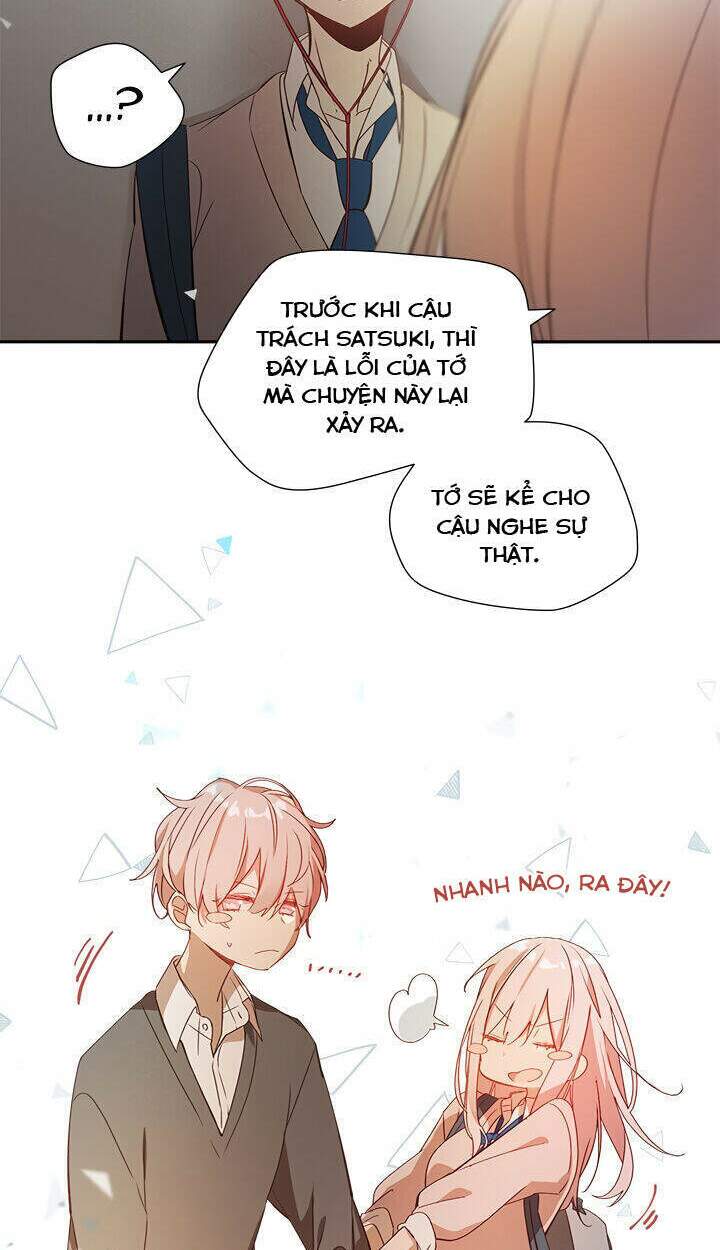 ...?
TRƯỚC KHI CẬU
TRÁCH SATSUKI, THÌ
ĐÂY LÀ LỖI CỦA TỚ
MÀ CHUYỆN NÀY LẠI
XẢY RA.
TỚ SẼ KỂ CHO
CẬU NGHE SỰ
THẬT.
NHANH NÀO, RA ĐÂY!
......